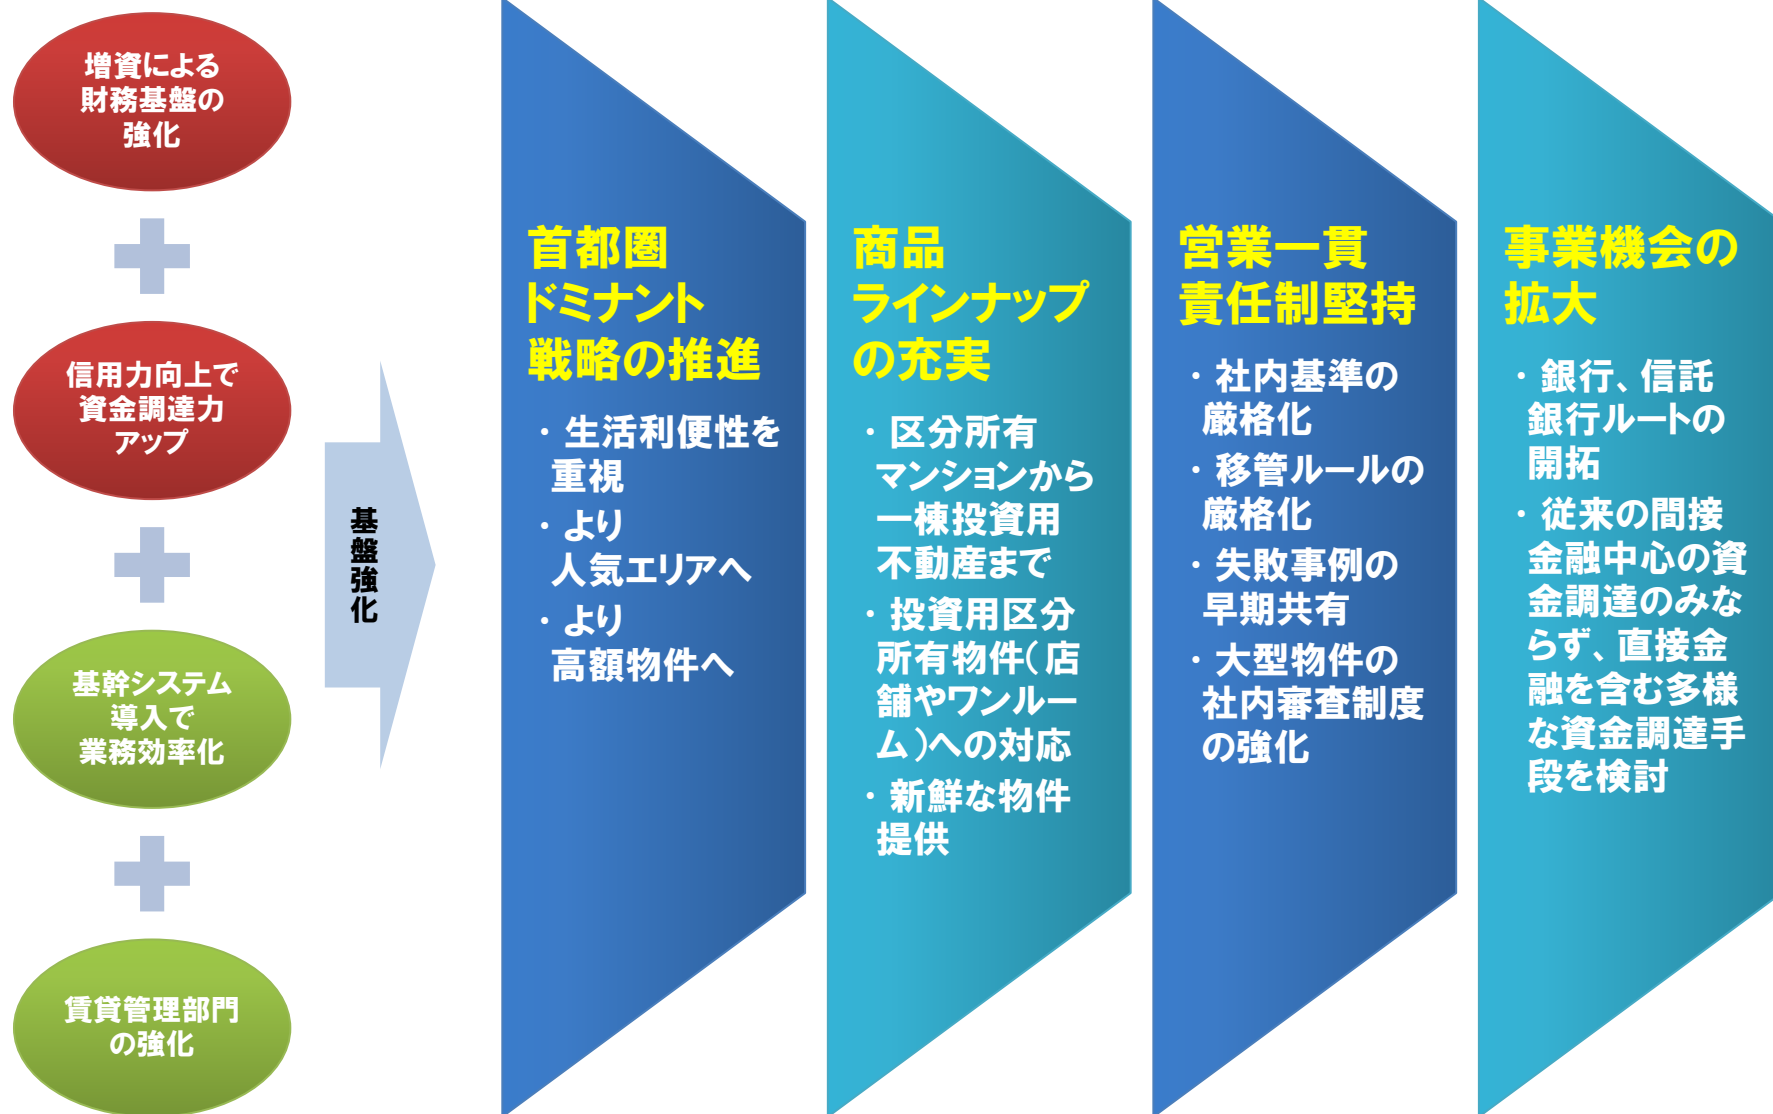 増資による
財務基盤の
強化
信用力向上で
資金調達力
アップ
基幹システム
導入で
業務効率化
賃貸管理部門
の強化
基盤強化
首都圏
ドミナント
戦略の推進
・生活利便性を
重視
・より
人気エリアへ
・より
高額物件へ
商品
ラインナップ
の充実
・区分所有
マンションから
一棟投資用
不動産まで
・投資用区分
所有物件(店
舗やワンルー
ム)への対応
・新鮮な物件
提供
営業一貫
責任制堅持
・社内基準の
厳格化
・移管ルールの
厳格化
・失敗事例の
早期共有
・大型物件の
社内審査制度
の強化
事業機会の
拡大
・銀行、信託
銀行ルートの
開拓
・従来の間接
金融中心の資
金調達のみな
らず、直接金
融を含む多様
な資金調達手
段を検討